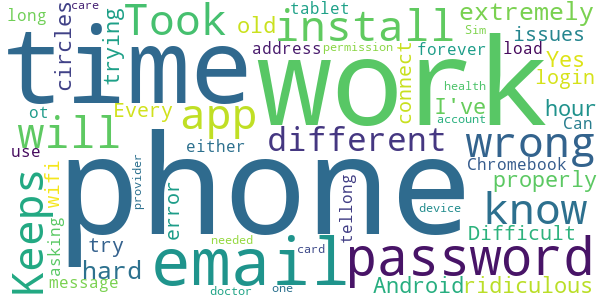 long
care
circles
trying
Took
tablet
old
install
extremely
address
permission
forever
issues
Sim
time
work
load
Yes
login
connect
health
Every
app
I've
hour
ot
account
Can
will
different
wrong
use
either
Chromebook
Keeps
Wifi
provider
phone
properly
masking
error
tellong
know
try
device
Difficult
hard
email
needed
card
password
message
doctor
one
Android
ridiculous